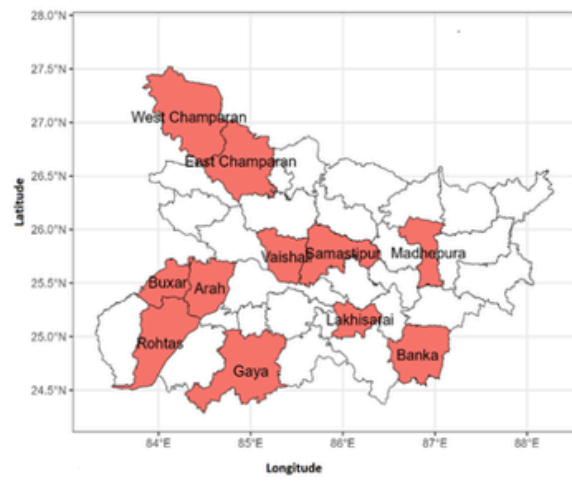 28.0°N
27.5°N
27.0°N
26.5°N
26.0°N
25.5°N
25.0°N
24.5°N
Latitude
West Champaran
East Champaran
Vaishali
Samastipur
Madhepura
Buxar
Arah
Lakhisarai
Rohtas
Banka
Gaya
84°E
85°E
86°E
87°E
88°E
Longitude